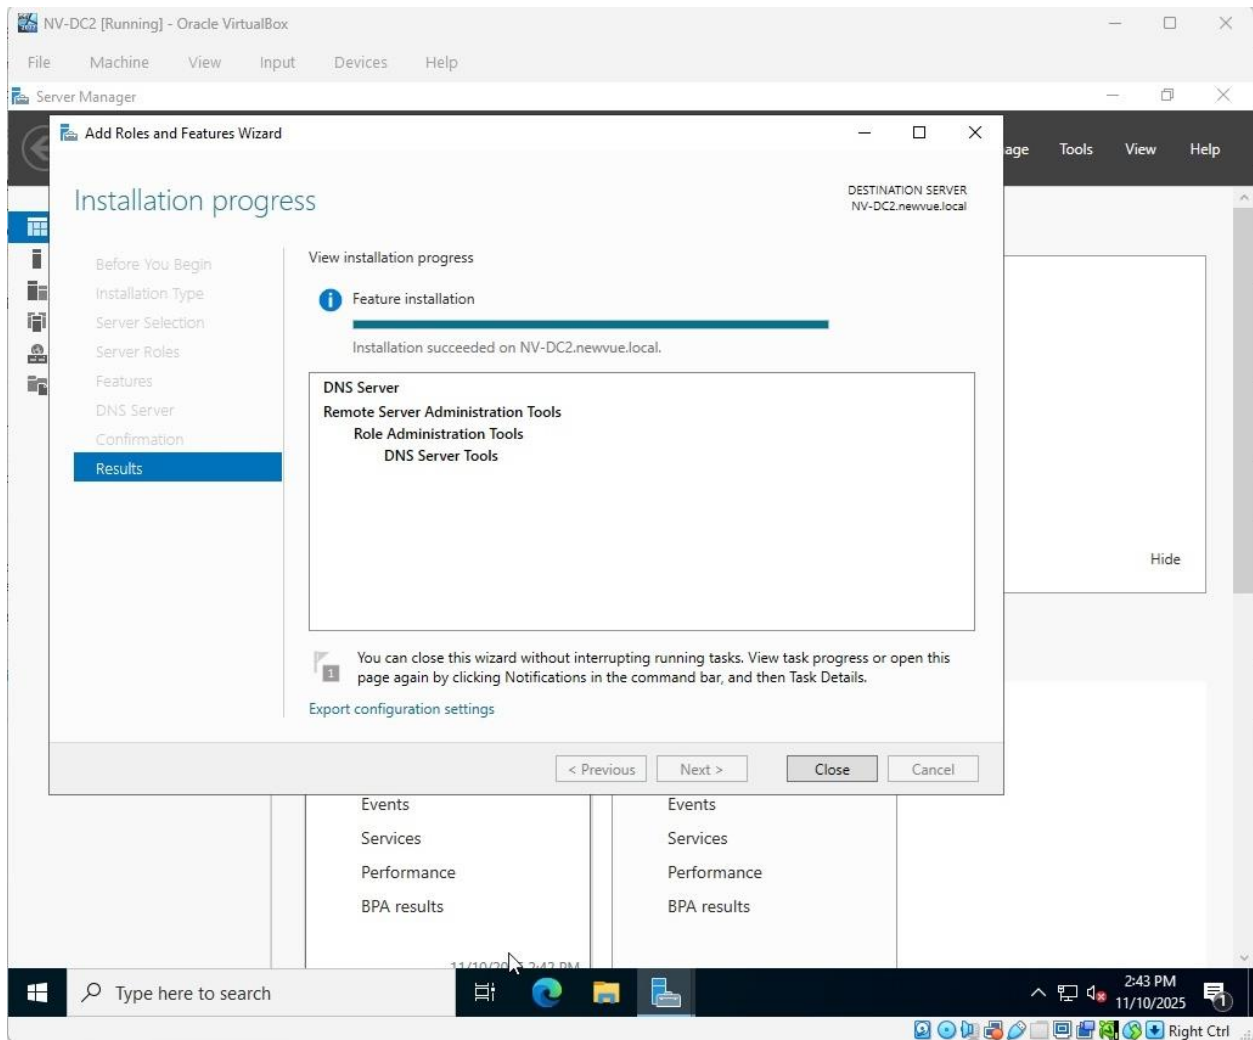 NV-DC2 [Running] - Oracle VirtualBox
File Machine View Input Devices Help
Server Manager
Add Roles and Features Wizard
Tools View Help
Installation progress
DESTINATION SERVER
NV-DC2.newvue.local
Before You Begin
Installation Type
Server Selection
Server Roles
Features
DNS Server
Confirmation
Results
View installation progress
Feature installation
Installation succeeded on NV-DC2.newvue.local.
DNS Server
Remote Server Administration Tools
Role Administration Tools
DNS Server Tools
Hide
1
You can close this wizard without interrupting running tasks. View task progress or open this
page again by clicking Notifications in the command bar, and then Task Details.
Export configuration settings
< Previous Next > Close Cancel
Events
Services
Performance
BPA results
Events
Services
Performance
BPA results
2:42 PM
Type here to search
2:43 PM
11/10/2025
1
Right Ctrl